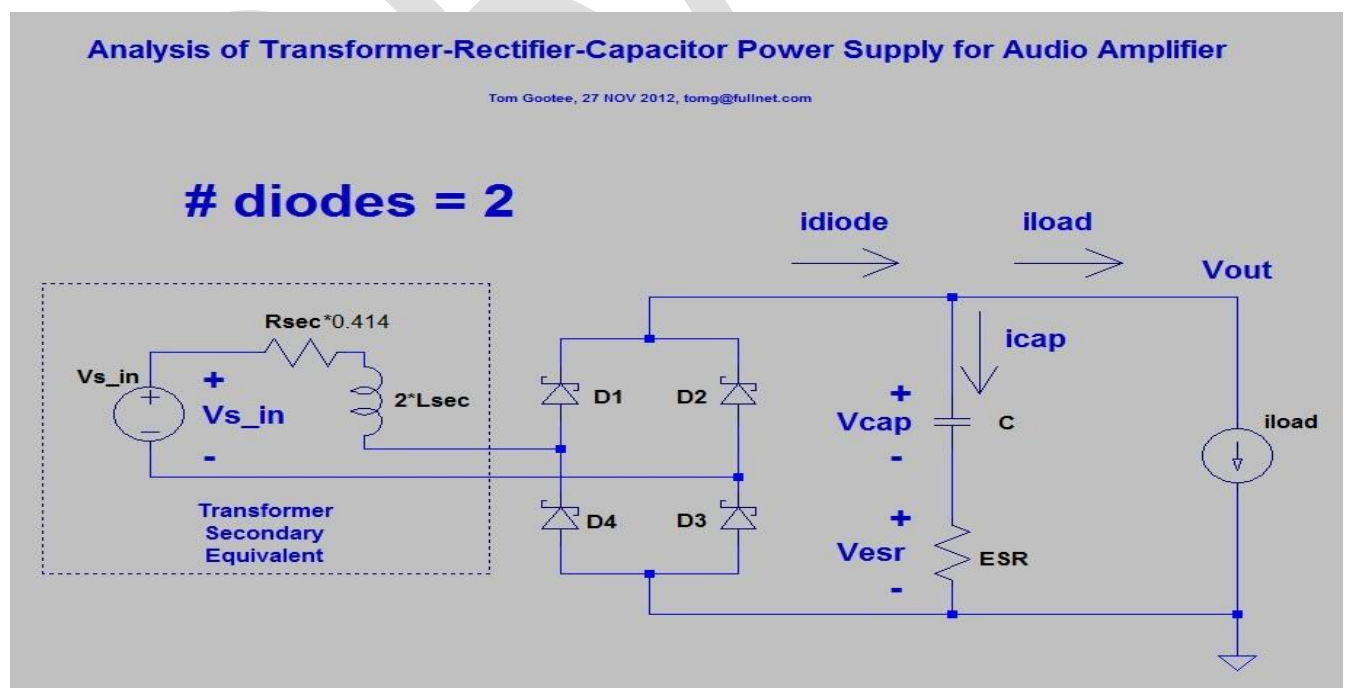 Analysis of Transformer-Rectifier-Capacitor Power Supply for Audio Amplifier
Tom Gootee, 27 NOV 2012, tomg@fullnet.com
# diodes = 2
idiode
iload
Vout
Rsec*0.414
icap
Vs_in
+
Vs_in
-
2*Lsec
D1
D2
+
Vcap
-
C
iload
Transformer
Secondary
Equivalent
D4
D3
+
Vesr
-
ESR